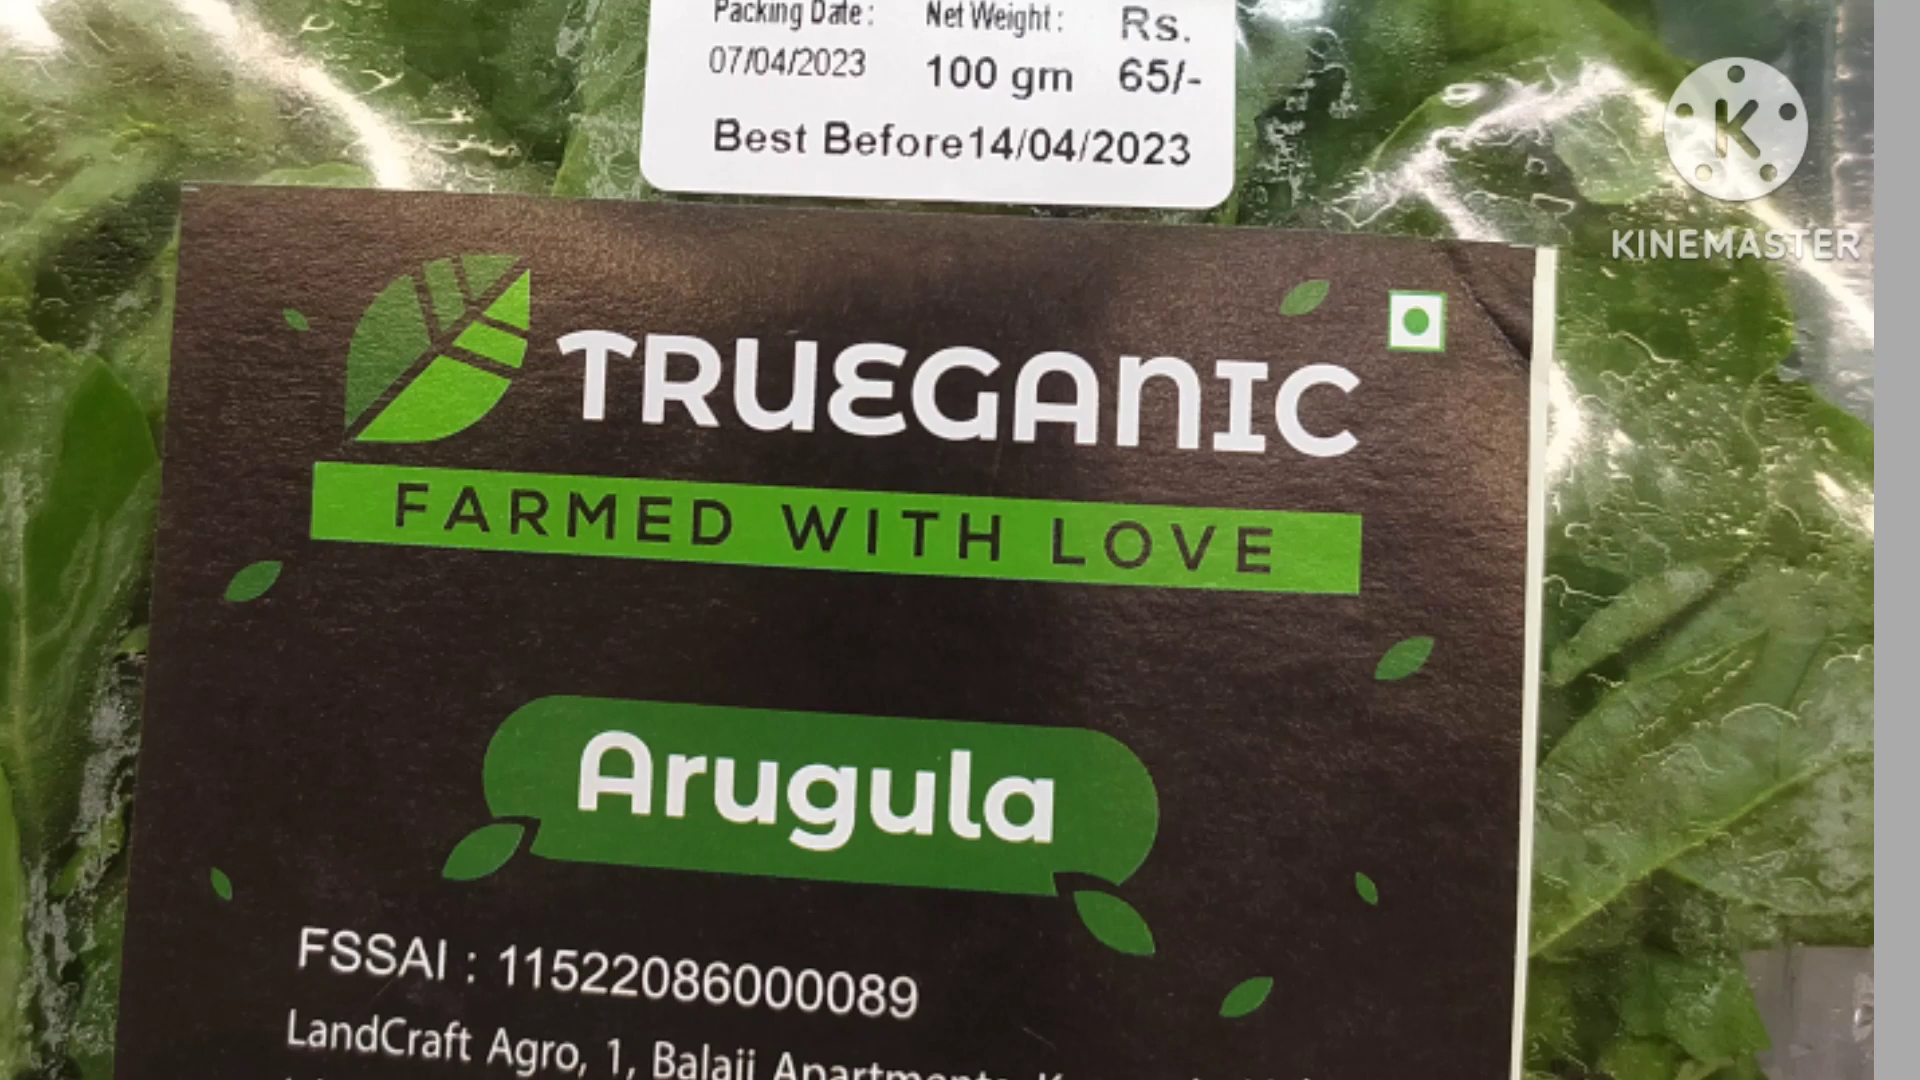 Packing Date : Net Weight : Rs.
07/04/2023 100 gm 65/-
Best Before14/04/2023
K
KINEMASTER
TRUEGANIC
FARMED WITH LOVE
Arugula
FSSAI : 11522086000089
LandCraft Agro, 1, Balaji Apartments,